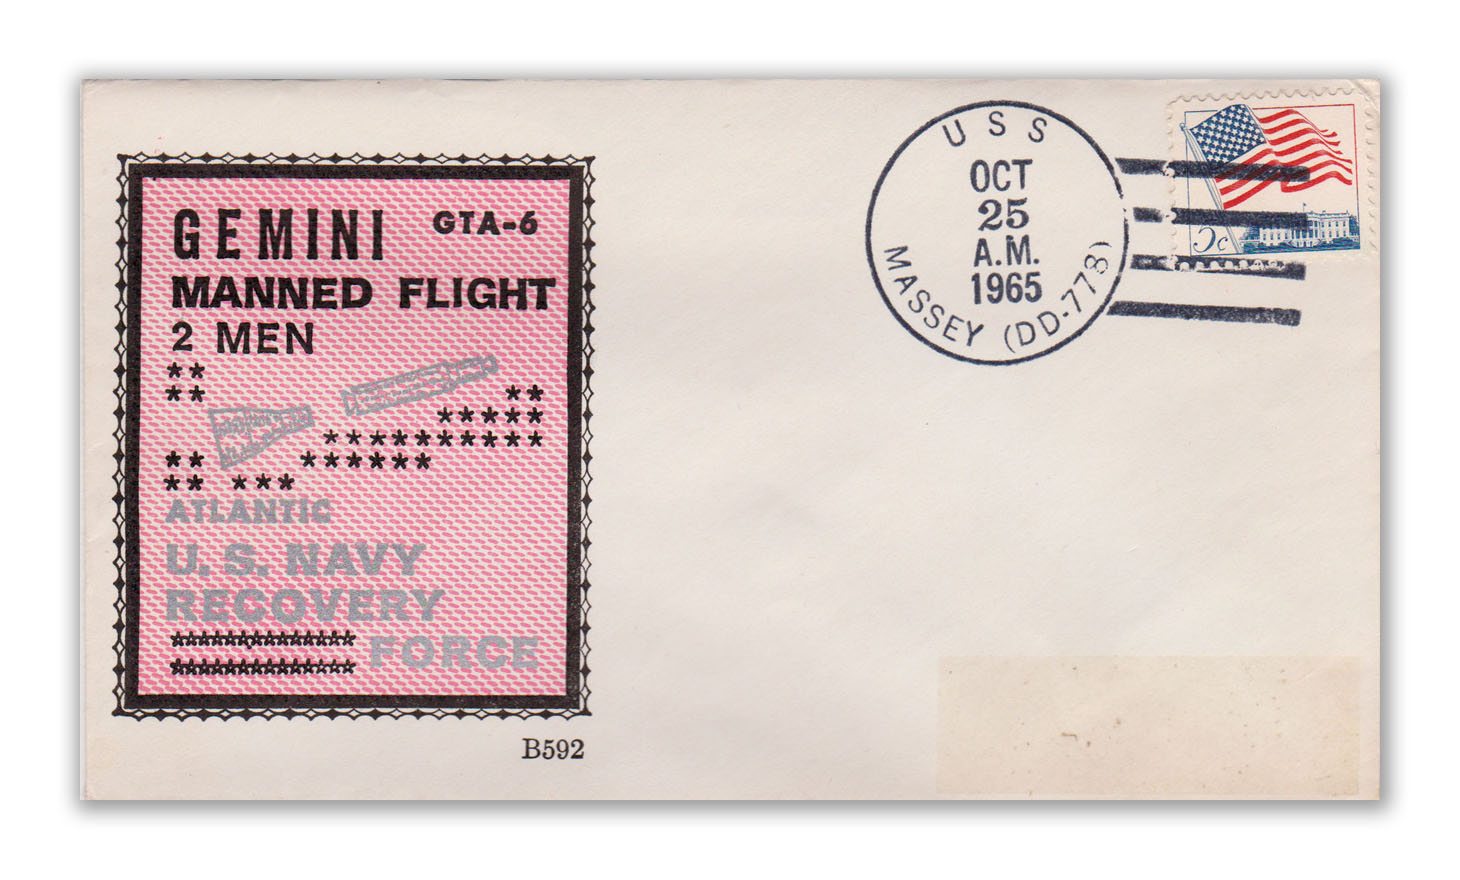 GEMINI GTA-6
MANNED FLIGHT
2 MEN
ATLANTIC
U.S. NAVY
RECOVERY
FORCE
B592
USS
OCT
25
A.M.
1965
MASSEY (DD-778)
5c